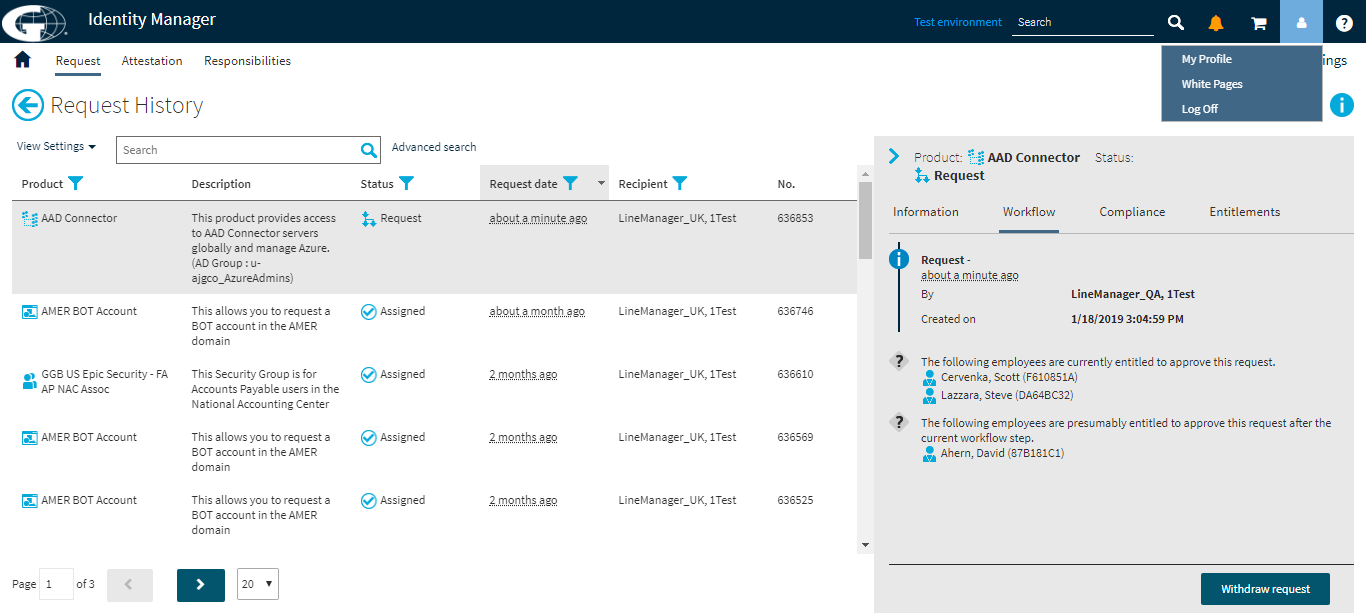 Identity Manager
Test environment
Search
?
Request
Attestation
Responsibilities
ings
My Profile
White Pages
Log Off
Request History
i
View Settings
Search
Advanced search
Product
Description
Status
Request date
Recipient
No.
AAD Connector
This product provides access
to AAD Connector servers
globally and manage Azure.
(AD Group : u-
ajgco_AzureAdmins)
Request
about a minute ago
LineManager_UK, 1Test
636853
AMER BOT Account
This allows you to request a
BOT account in the AMER
domain
Assigned
about a month ago
LineManager_UK, 1Test
636746
GGB US Epic Security - FA
AP NAC Assoc
This Security Group is for
Accounts Payable users in the
National Accounting Center
Assigned
2 months ago
LineManager_UK, 1Test
636610
AMER BOT Account
This allows you to request a
BOT account in the AMER
domain
Assigned
2 months ago
LineManager_UK, 1Test
636569
AMER BOT Account
This allows you to request a
BOT account in the AMER
domain
Assigned
2 months ago
LineManager_UK, 1Test
636525
Page 1 of 3
20
Product: AAD Connector Status:
Request
Information
Workflow
Compliance
Entitlements
i
Request -
about a minute ago
By LineManager_QA, 1Test
Created on 1/18/2019 3:04:59 PM
? The following employees are currently entitled to approve this request.
Cervenka, Scott (F610851A)
Lazzara, Steve (DA64BC32)
? The following employees are presumably entitled to approve this request after the
current workflow step.
Ahern, David (87B181C1)
Withdraw request